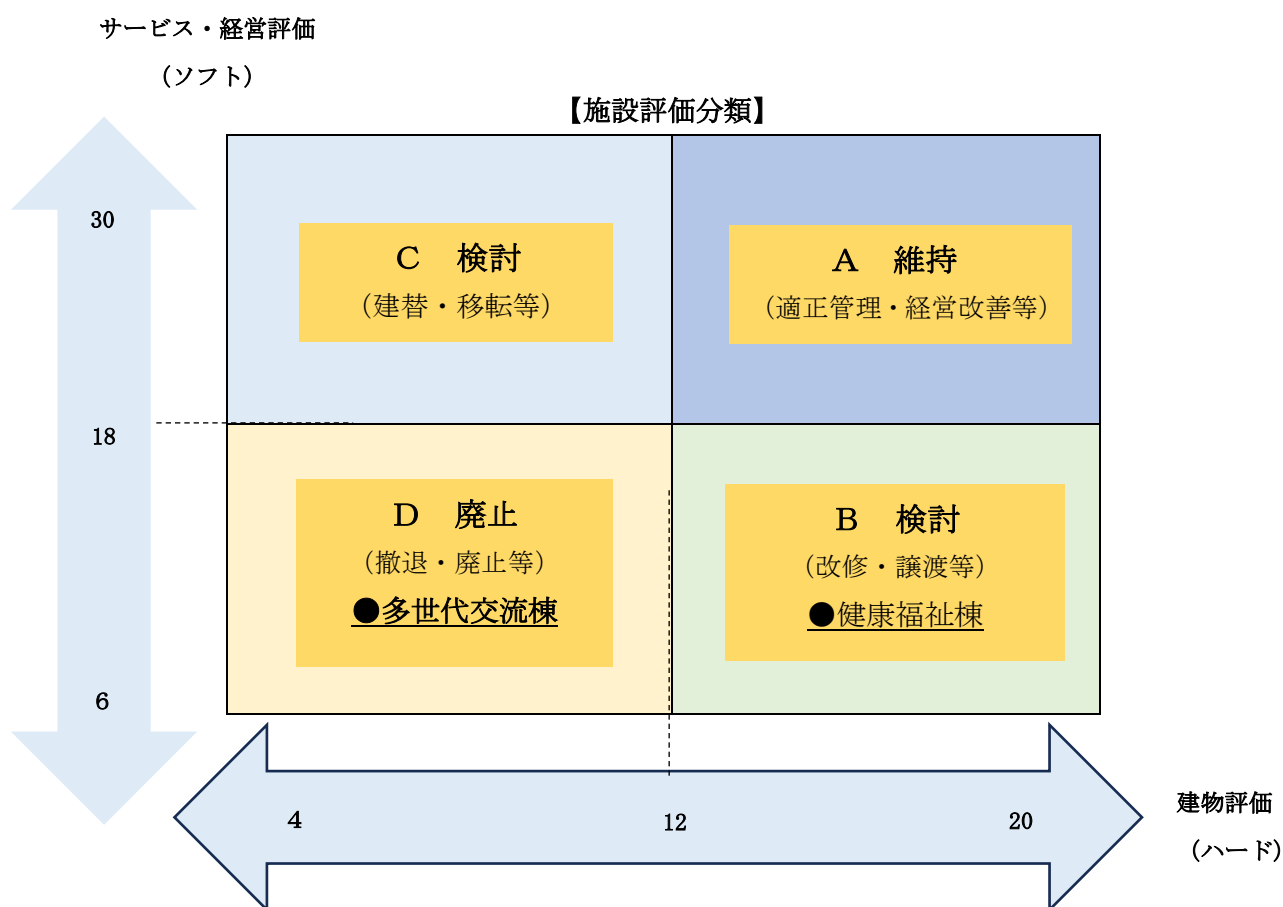 サービス・経営評価
（ソフト）
【施設評価分類】
30
C　検討
（建替・移転等）
A　維持
（適正管理・経営改善等）
18
D　廃止
（撤退・廃止等）
●多世代交流棟
B　検討
（改修・譲渡等）
●健康福祉棟
6
4
12
20
建物評価
（ハード）